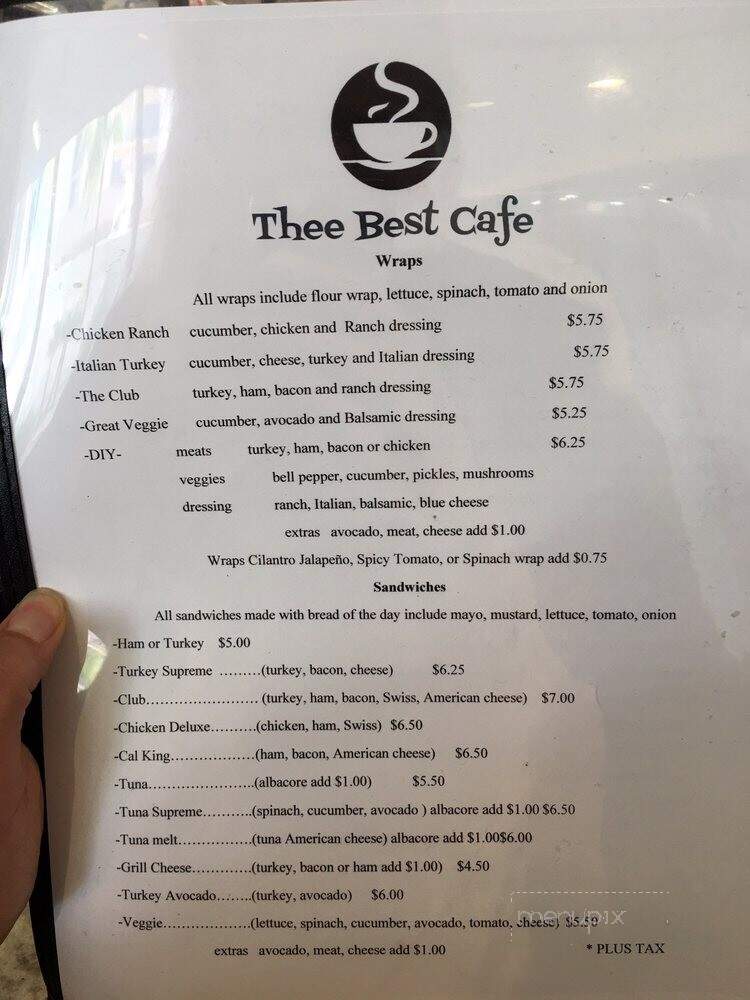 Thee Best Cafe
Wraps
All wraps include flour wrap, lettuce, spinach, tomato and onion
-Chicken Ranch cucumber, chicken and Ranch dressing $5.75
-Italian Turkey cucumber, cheese, turkey and Italian dressing $5.75
-The Club turkey, ham, bacon and ranch dressing $5.75
-Great Veggie cucumber, avocado and Balsamic dressing $5.25
-DIY- meats turkey, ham, bacon or chicken $6.25
veggies bell pepper, cucumber, pickles, mushrooms
dressing ranch, Italian, balsamic, blue cheese
extras avocado, meat, cheese add $1.00
Wraps Cilantro Jalapeño, Spicy Tomato, or Spinach wrap add $0.75
Sandwiches
All sandwiches made with bread of the day include mayo, mustard, lettuce, tomato, onion
-Ham or Turkey $5.00
-Turkey Supreme .........(turkey, bacon, cheese) $6.25
-Club........................ (turkey, ham, bacon, Swiss, American cheese) $7.00
-Chicken Deluxe..........(chicken, ham, Swiss) $6.50
-Cal King..................(ham, bacon, American cheese) $6.50
-Tuna.......................(albacore add $1.00) $5.50
-Tuna Supreme...........(spinach, cucumber, avocado ) albacore add $1.00 $6.50
-Tuna melt................(tuna American cheese) albacore add $1.00$6.00
-Grill Cheese.............(turkey, bacon or ham add $1.00) $4.50
-Turkey Avocado........(turkey, avocado) $6.00
-Veggie...................(lettuce, spinach, cucumber, avocado, tomato, cheese) $5.50
menupix
extras avocado, meat, cheese add $1.00 * PLUS TAX